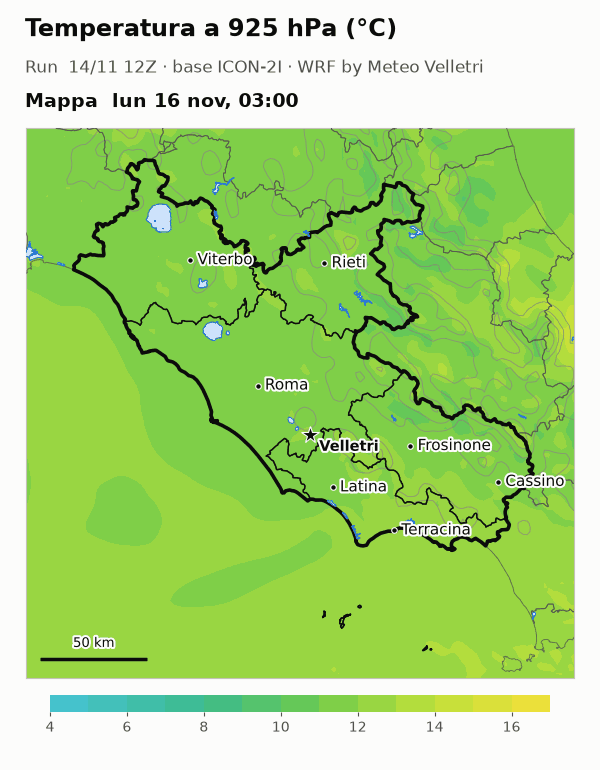 Temperatura a 925 hPa (°C)
Run  14/11 12Z · base ICON-2I · WRF by Meteo Velletri
Mappa  lun 16 nov, 03:00
Viterbo
Rieti
Roma
Velletri
Frosinone
Latina
Cassino
Terracina
50 km
4 6 8 10 12 14 16